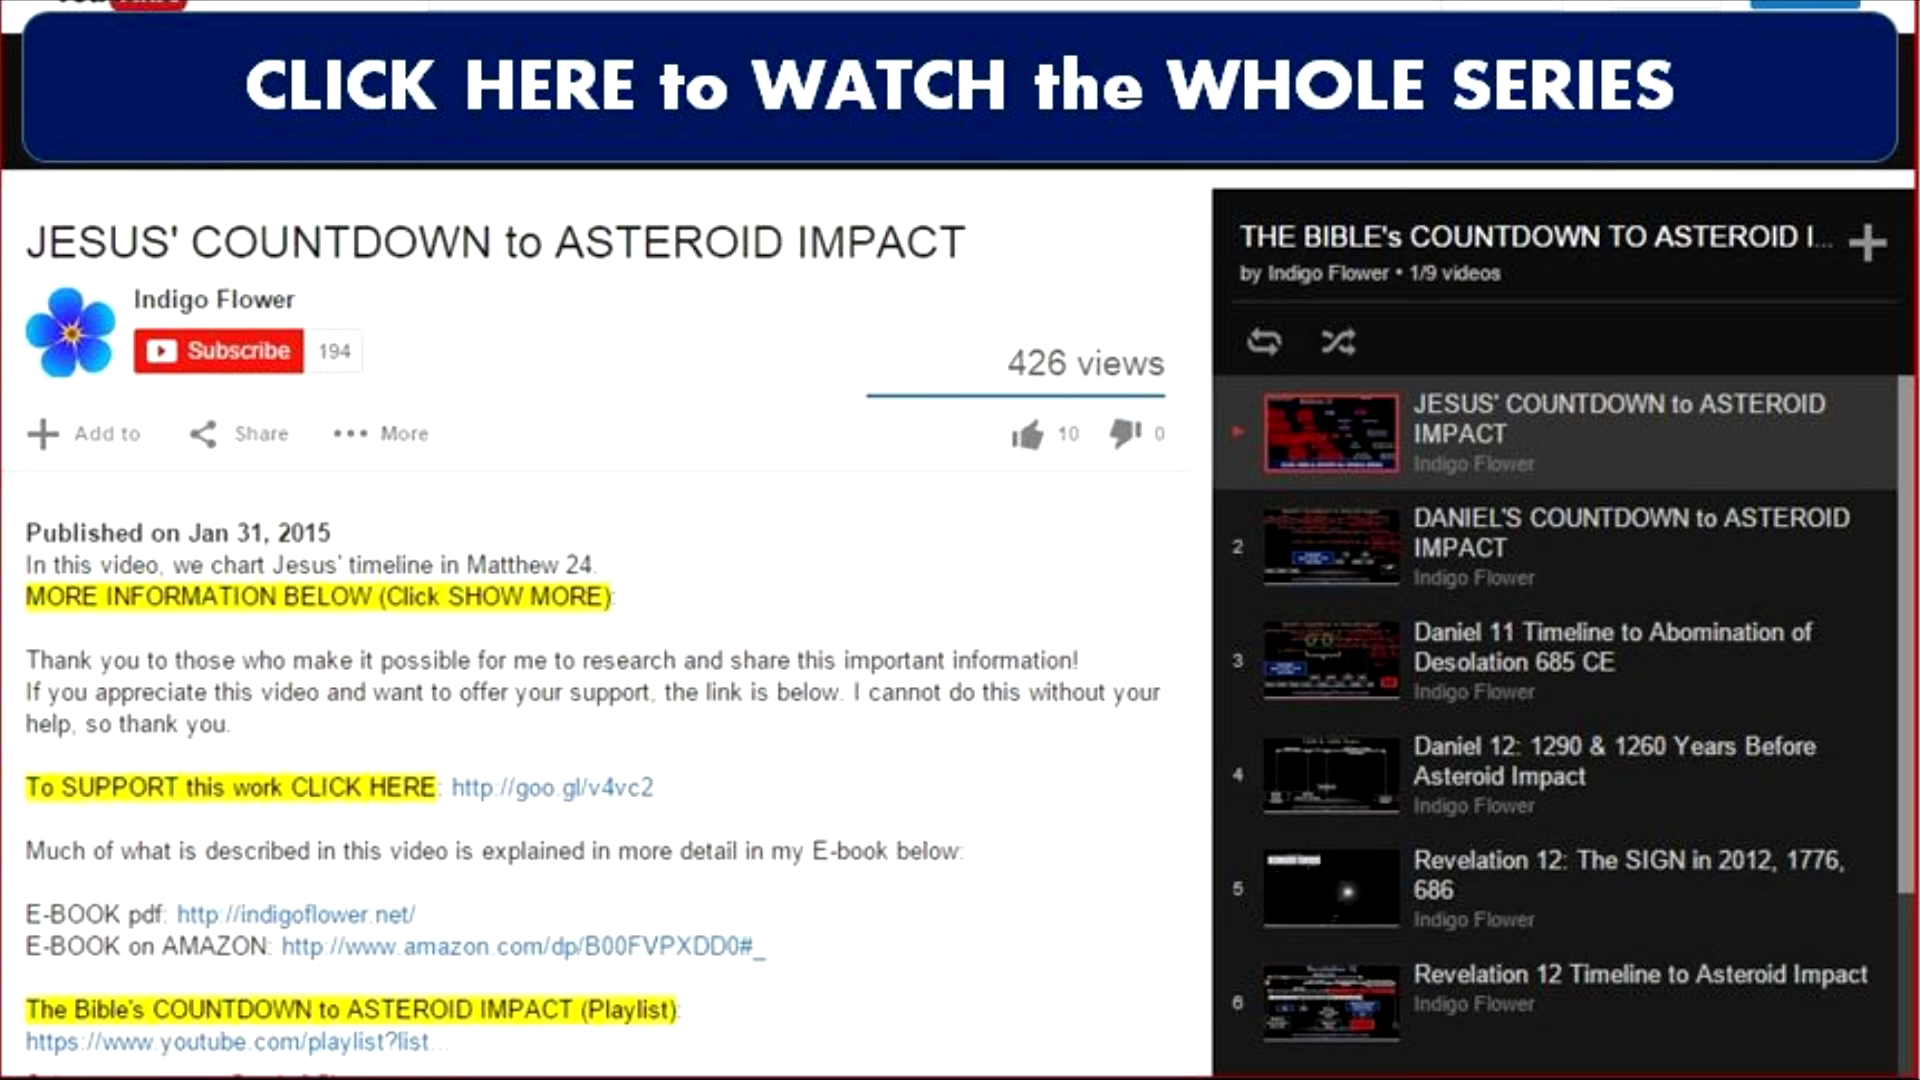 CLICK HERE to WATCH the WHOLE SERIES
JESUS' COUNTDOWN to ASTEROID IMPACT
Indigo Flower
Subscribe 194
426 views
Add to Share More 10 0
Published on Jan 31, 2015
In this video, we chart Jesus' timeline in Matthew 24.
MORE INFORMATION BELOW (Click SHOW MORE):
Thank you to those who make it possible for me to research and share this important information!
If you appreciate this video and want to offer your support, the link is below. I cannot do this without your
help, so thank you.
To SUPPORT this work CLICK HERE: http://goo.gl/v4vc2
Much of what is described in this video is explained in more detail in my E-book below:
E-BOOK pdf: http://indigoflower.net/
E-BOOK on AMAZON: http://www.amazon.com/dp/B00FVPXDD0#_
The Bible's COUNTDOWN to ASTEROID IMPACT (Playlist):
https://www.youtube.com/playlist?list...
THE BIBLE's COUNTDOWN TO ASTEROID I...
by Indigo Flower • 1/9 videos
JESUS' COUNTDOWN to ASTEROID
IMPACT
Indigo Flower
2
DANIEL'S COUNTDOWN to ASTEROID
IMPACT
Indigo Flower
3
Daniel 11 Timeline to Abomination of
Desolation 685 CE
Indigo Flower
4
Daniel 12: 1290 & 1260 Years Before
Asteroid Impact
Indigo Flower
5
Revelation 12: The SIGN in 2012, 1776,
686
Indigo Flower
6
Revelation 12 Timeline to Asteroid Impact
Indigo Flower